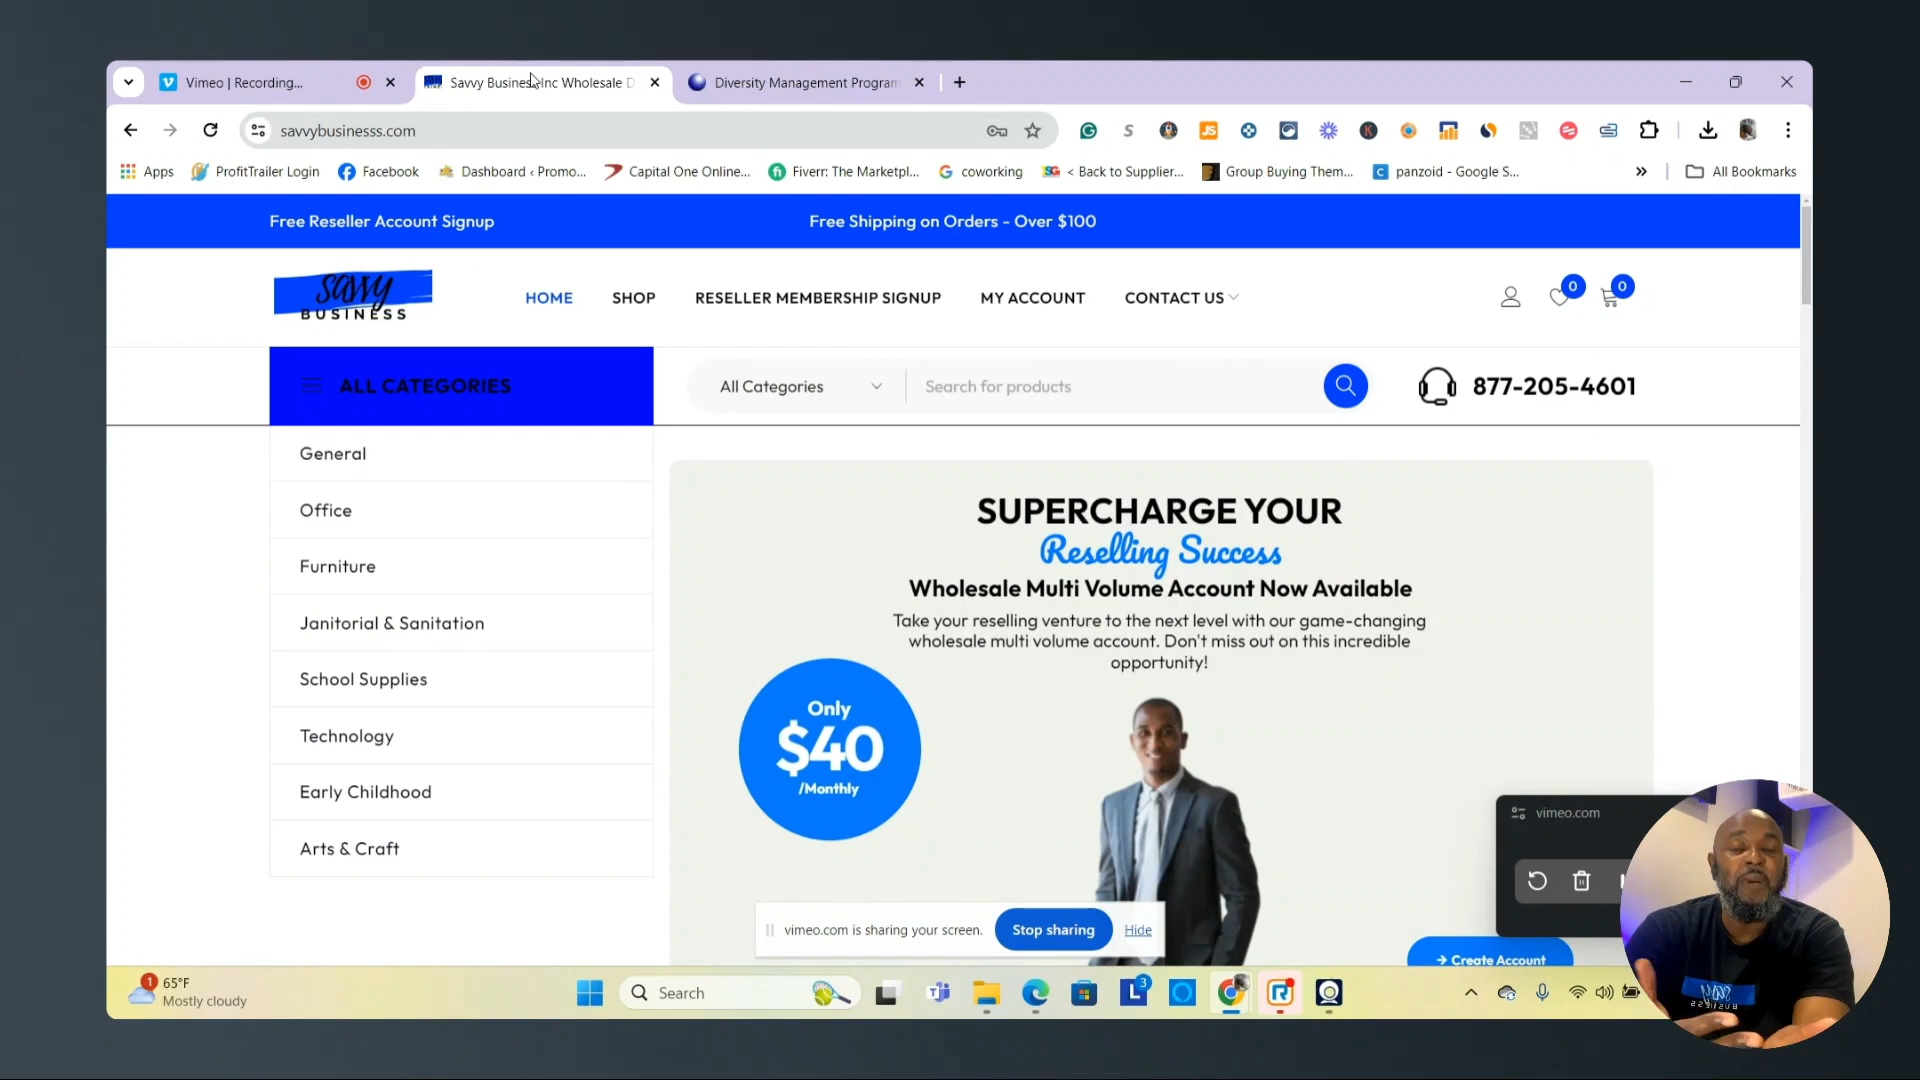 Vimeo | Recording...
Savvy Busines
Inc Wholesale D
Diversity Management Program
savvybusinesss.com
Apps
ProfitTrailer Login
Facebook
Dashboard ‹ Promo...
Capital One Online...
Fiverr: The Marketpl...
coworking
< Back to Supplier...
Group Buying Them...
panzoid - Google S...
»
All Bookmarks
Free Reseller Account Signup
Free Shipping on Orders - Over $100
savvy
BUSINESS
HOME
SHOP
RESELLER MEMBERSHIP SIGNUP
MY ACCOUNT
CONTACT US
0
0
ALL CATEGORIES
All Categories
Search for products
877-205-4601
General
Office
Furniture
Janitorial & Sanitation
School Supplies
Technology
Early Childhood
Arts & Craft
SUPERCHARGE YOUR
Reselling Success
Wholesale Multi Volume Account Now Available
Take your reselling venture to the next level with our game-changing
wholesale multi volume account. Don't miss out on this incredible
opportunity!
Only
$40
/Monthly
vimeo.com
vimeo.com is sharing your screen.
Stop sharing
Hide
→ Create Account
1
65°F
Mostly cloudy
Search
3